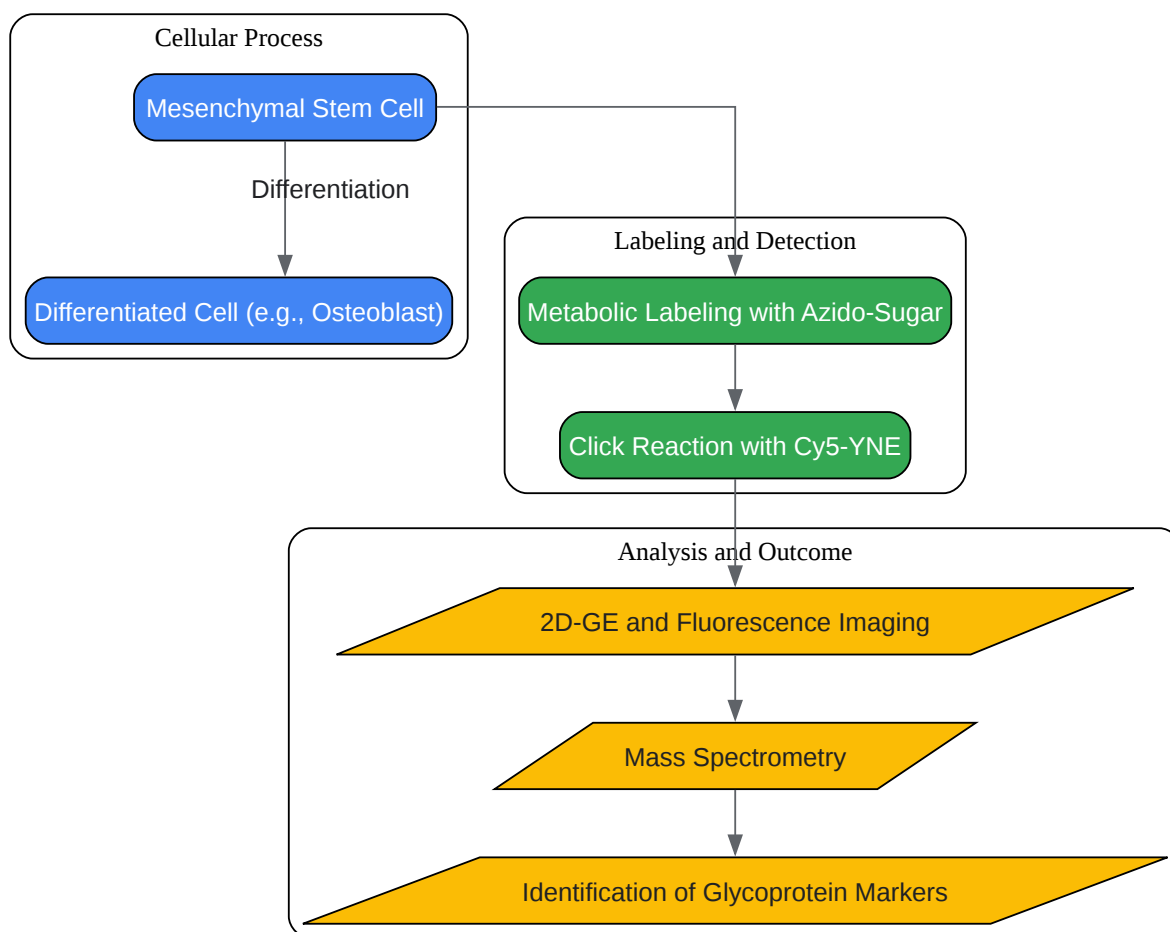 Cellular Process
Mesenchymal Stem Cell
Differentiation
Differentiated Cell (e.g., Osteoblast)
Labeling and Detection
Metabolic Labeling with Azido-Sugar
Click Reaction with Cy5-YNE
Analysis and Outcome
2D-GE and Fluorescence Imaging
Mass Spectrometry
Identification of Glycoprotein Markers